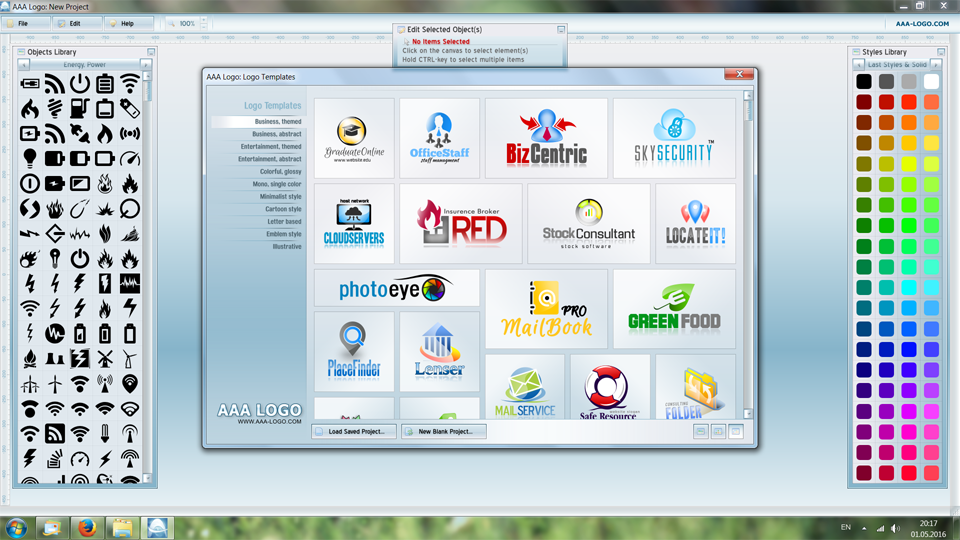 AAA Logo: New Project
File
Edit
Help
100%
AAA-LOGO.COM
Edit Selected Object(s)
No Items Selected
Click on the canvas to select element(s)
Hold CTRL-key to select multiple items
Objects Library
Energy, Power
Styles Library
Last Styles & Solid
AAA Logo: Logo Templates
Logo Templates
Business, themed
Business, abstract
Entertainment, themed
Entertainment, abstract
Colorful, glossy
Mono, single color
Minimalist style
Cartoon style
Letter based
Emblem style
Illustrative
GraduateOnline
www.website.edu
OfficeStaff
staff management
BizCentric
SKYSECURITY™
host network
CLOUDSERVERS
Insurence Broker
RED
StockConsultant
stock software
LOCATEIT!
photoeye
PRO
MailBook
GREENFOOD
PlaceFinder
Lenser
MAILSERVICE
Safe Resource
CONSULTING
FOLDER
AAA LOGO
WWW.AAA-LOGO.COM
Load Saved Project...
New Blank Project...
EN
20:17
01.05.2016